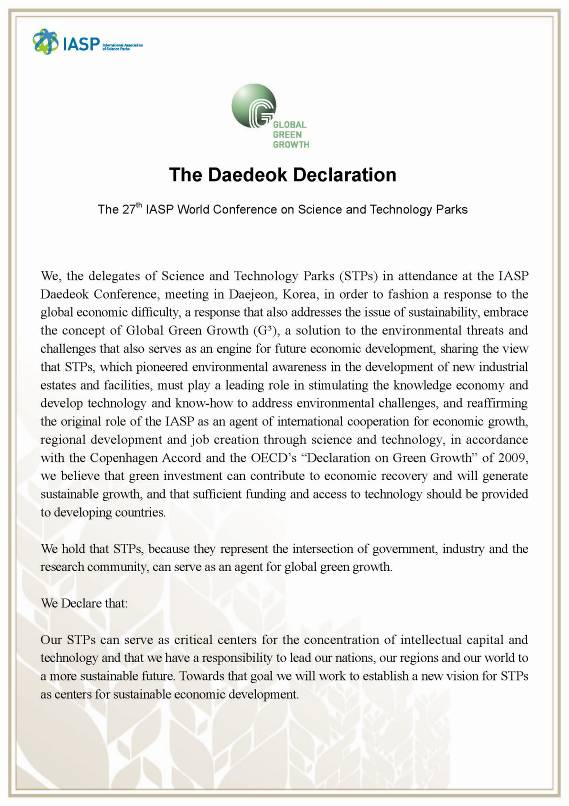 IASP International Association
of Science Parks
G
GLOBAL
GREEN
GROWTH
The Daedeok Declaration
The 27th IASP World Conference on Science and Technology Parks
We, the delegates of Science and Technology Parks (STPs) in attendance at the IASP
Daedeok Conference, meeting in Daejeon, Korea, in order to fashion a response to the
global economic difficulty, a response that also addresses the issue of sustainability, embrace
the concept of Global Green Growth (G³), a solution to the environmental threats and
challenges that also serves as an engine for future economic development, sharing the view
that STPs, which pioneered environmental awareness in the development of new industrial
estates and facilities, must play a leading role in stimulating the knowledge economy and
develop technology and know-how to address environmental challenges, and reaffirming
the original role of the IASP as an agent of international cooperation for economic growth,
regional development and job creation through science and technology, in accordance
with the Copenhagen Accord and the OECD’s “Declaration on Green Growth” of 2009,
we believe that green investment can contribute to economic recovery and will generate
sustainable growth, and that sufficient funding and access to technology should be provided
to developing countries.
We hold that STPs, because they represent the intersection of government, industry and the
research community, can serve as an agent for global green growth.
We Declare that:
Our STPs can serve as critical centers for the concentration of intellectual capital and
technology and that we have a responsibility to lead our nations, our regions and our world to
a more sustainable future. Towards that goal we will work to establish a new vision for STPs
as centers for sustainable economic development.